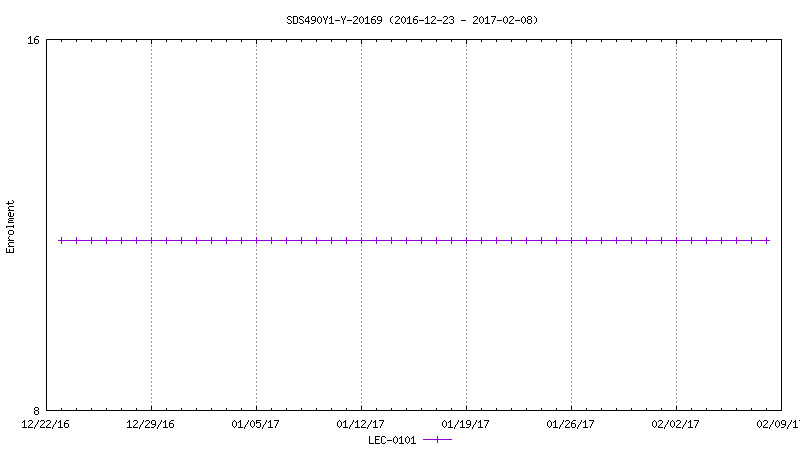 SDS490Y1-Y-20169 (2016-12-23 - 2017-02-08)
16
Enrolment
8
12/22/16 12/29/16 01/05/17 01/12/17 01/19/17 01/26/17 02/02/17 02/09/1
LEC-0101